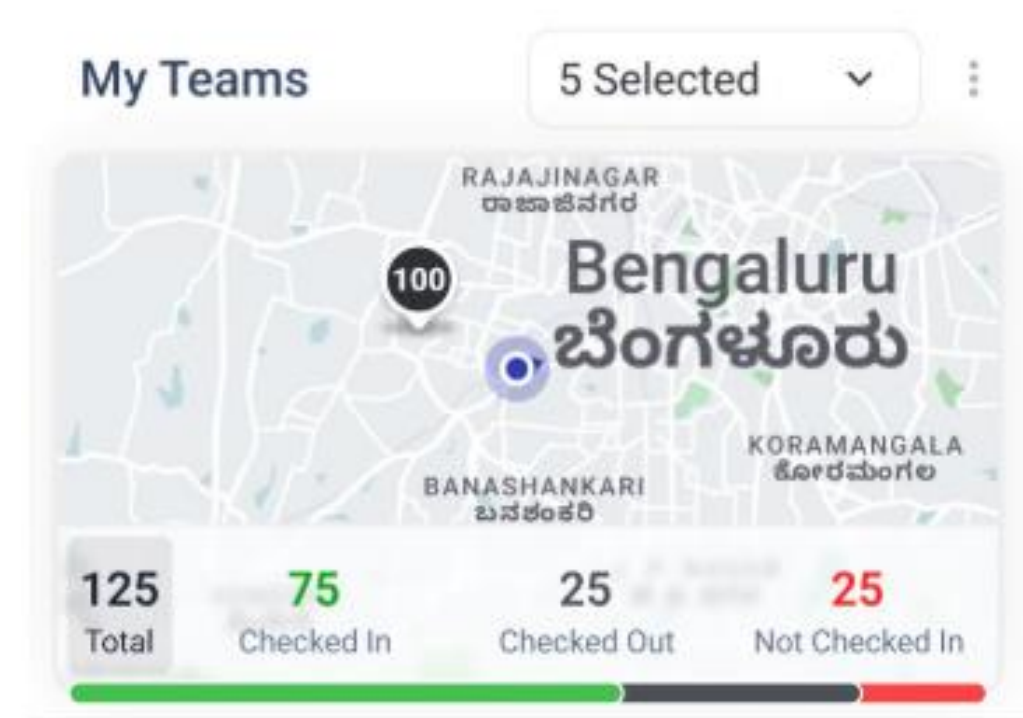 My Teams
5 Selected
RAJAJINAGAR
ರಾಜಾಜಿನಗರ
100
Bengaluru
ಬೆಂಗಳೂರು
KORAMANGALA
ಕೋರಮಂಗಲ
BANASHANKARI
ಬನಶಂಕರಿ
125 75 25 25
Total Checked In Checked Out Not Checked In